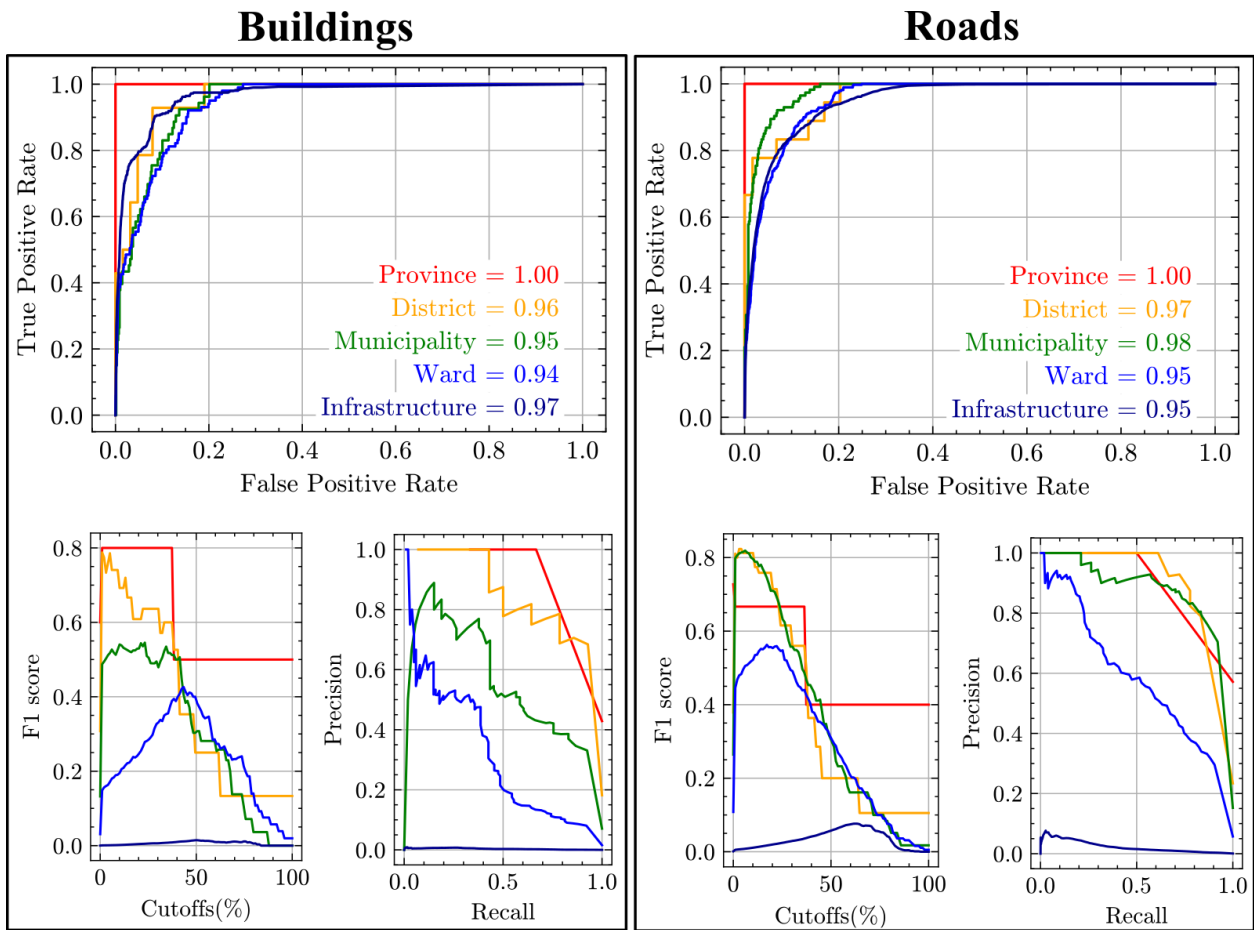 Buildings
Roads
1.0
0.8
0.6
0.4
0.2
0.0
True Positive Rate
Province = 1.00
District = 0.96
Municipality = 0.95
Ward = 0.94
Infrastructure = 0.97
0.0 0.2 0.4 0.6 0.8 1.0
False Positive Rate
1.0
0.8
0.6
0.4
0.2
0.0
True Positive Rate
Province = 1.00
District = 0.97
Municipality = 0.98
Ward = 0.95
Infrastructure = 0.95
0.0 0.2 0.4 0.6 0.8 1.0
False Positive Rate
0.8
0.6
0.4
0.2
0.0
F1 score
0 50 100
Cutoffs(%)
1.0
0.8
0.6
0.4
0.2
0.0
Precision
0.0 0.5 1.0
Recall
0.8
0.6
0.4
0.2
0.0
F1 score
0 50 100
Cutoffs(%)
1.0
0.8
0.6
0.4
0.2
0.0
Precision
0.0 0.5 1.0
Recall